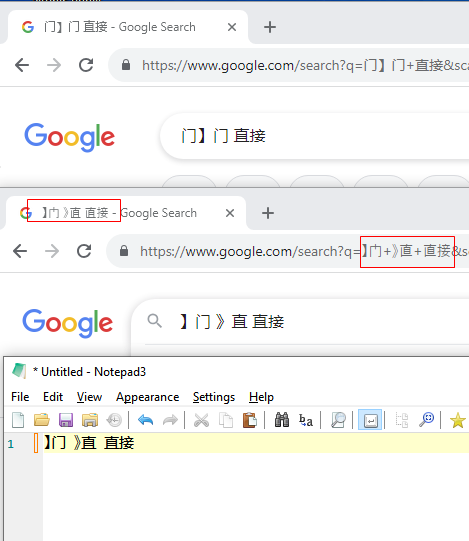 门】门 直接 - Google Search
https://www.google.com/search?q=门】门+直接&sca
Google
门】门 直接
】门 》直 直接 - Google Search
https://www.google.com/search?q=】门+》直+直接&s
Google
】门 》直 直接
* Untitled - Notepad3
File Edit View Appearance Settings Help
b a
1 】门 》直 直接